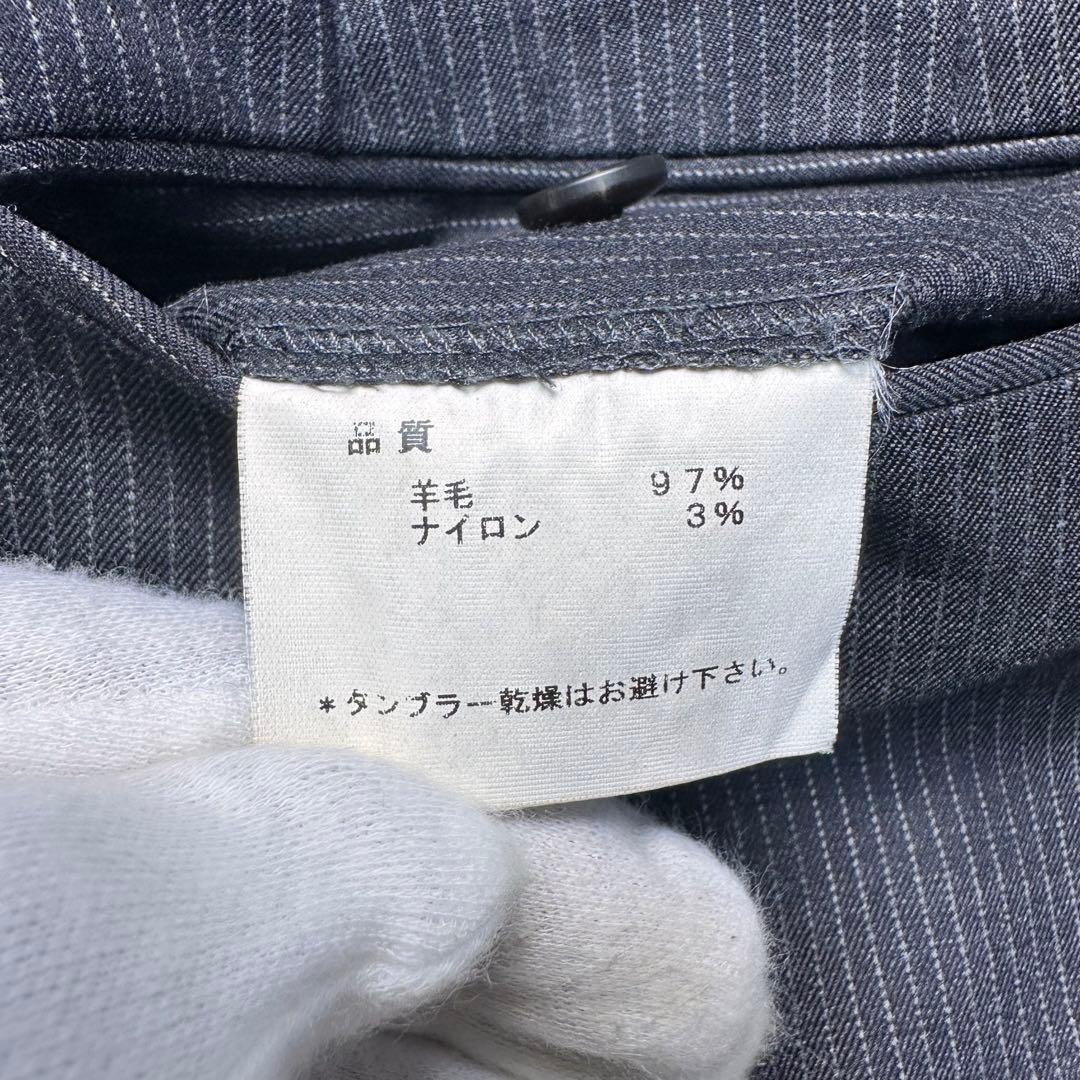 品質
羊毛 97%
ナイロン 3%
*タンブラー乾燥はお避け下さい。